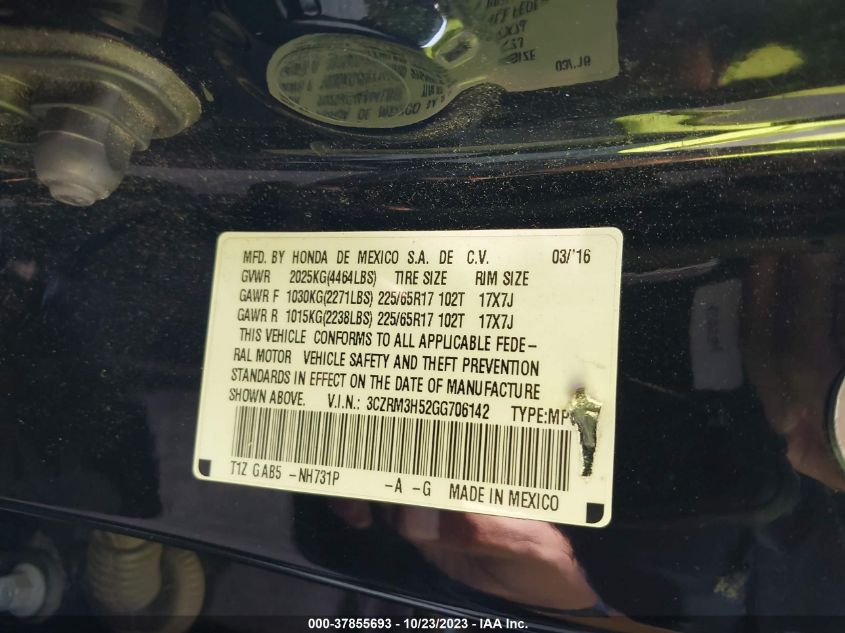 03/'16
MFD. BY HONDA DE MEXICO S.A. DE C.V. 03/'16
GVWR 2025KG(4464LBS) TIRE SIZE RIM SIZE
GAWR F 1030KG(2271LBS) 225/65R17 102T 17X7J
GAWR R 1015KG(2238LBS) 225/65R17 102T 17X7J
THIS VEHICLE CONFORMS TO ALL APPLICABLE FEDE-
RAL MOTOR VEHICLE SAFETY AND THEFT PREVENTION
STANDARDS IN EFFECT ON THE DATE OF MANUFACTURE
SHOWN ABOVE. V.I.N.: 3CZRM3H52GG706142 TYPE:MP
T1Z GAB5 -NH731P -A -G MADE IN MEXICO
000-37855693 - 10/23/2023 - IAA Inc.